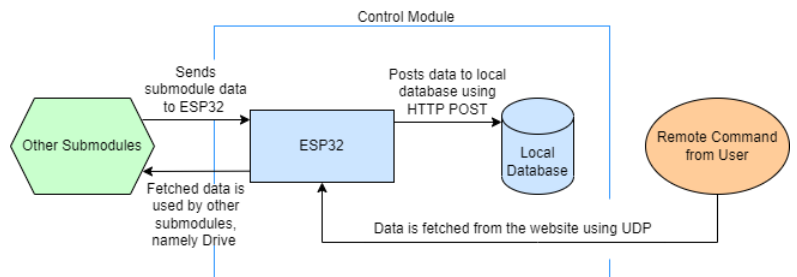 Control Module
Sends
submodule data
to ESP32
Posts data to local
database using
HTTP POST
Other Submodules
ESP32
Local
Database
Remote Command
from User
Fetched data is
used by other
submodules,
namely Drive
Data is fetched from the website using UDP